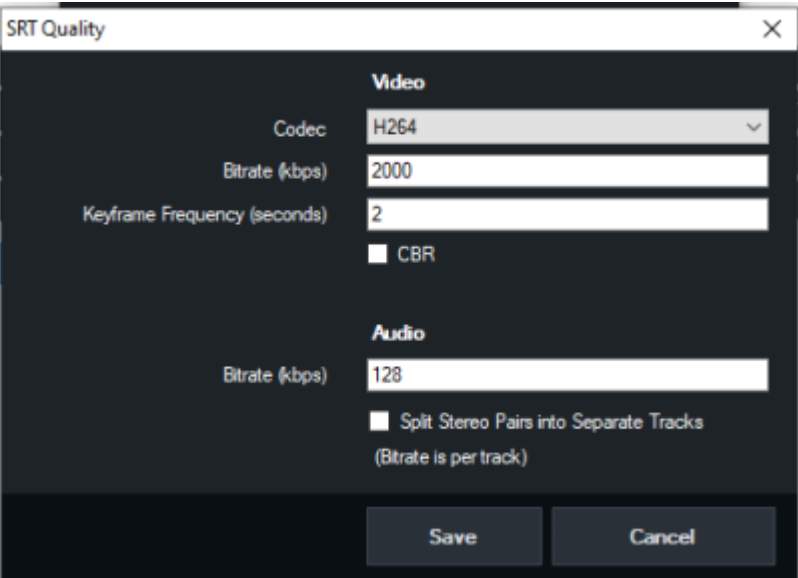 SRT Quality
Video
Codec H264
Bitrate (kbps) 2000
Keyframe Frequency (seconds) 2
CBR
Audio
Bitrate (kbps) 128
Split Stereo Pairs into Separate Tracks
(Bitrate is per track)
Save Cancel